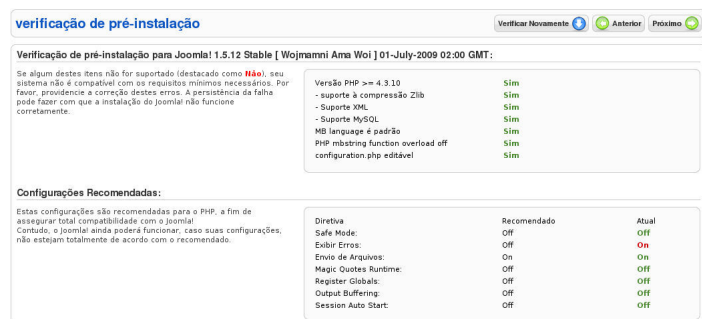 verificação de pré-instalação
Verificar Novamente
Anterior
Próximo
Verificação de pré-instalação para Joomla! 1.5.12 Stable [ Wojmamni Ama Woi ] 01-July-2009 02:00 GMT:
Se algum destes itens não for suportado (destacado como Não), seu
sistema não é compatível com os requisitos mínimos necessários. Por
favor, providencie a correção destes erros. A persistência da falha
pode fazer com que a instalação do Joomla! não funcione
corretamente.
Versão PHP >= 4.3.10 Sim
- suporte à compressão Zlib Sim
- Suporte XML Sim
- Suporte MySQL Sim
MB language é padrão Sim
PHP mbstring function overload off Sim
configuration.php editável Sim
Configurações Recomendadas:
Estas configurações são recomendadas para o PHP, a fim de
assegurar total compatibilidade com o Joomla!
Contudo, o Joomla! ainda poderá funcionar, caso suas configurações,
não estejam totalmente de acordo com o recomendado.
Diretiva Recomendado Atual
Safe Mode: Off Off
Exibir Erros: Off On
Envio de Arquivos: On On
Magic Quotes Runtime: Off Off
Register Globals: Off Off
Output Buffering: Off Off
Session Auto Start: Off Off